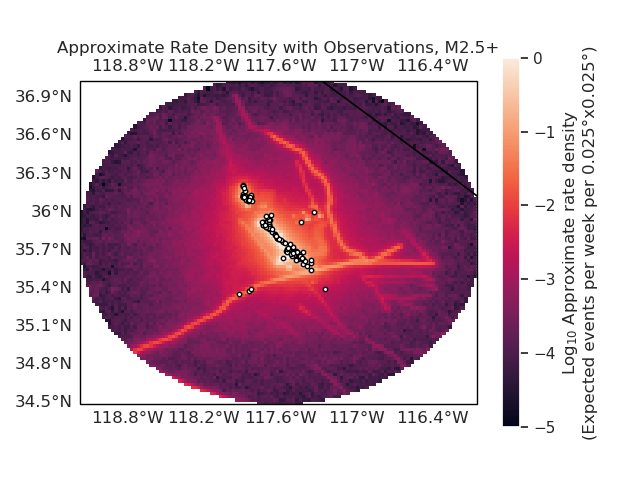 Approximate Rate Density with Observations, M2.5+
118.8°W 118.2°W 117.6°W 117°W 116.4°W
36.9°N
36.6°N
36.3°N
36°N
35.7°N
35.4°N
35.1°N
34.8°N
34.5°N
118.8°W 118.2°W 117.6°W 117°W 116.4°W
0
−1
−2
−3
−4
−5
Log₁₀ Approximate rate density
(Expected events per week per 0.025°x0.025°)